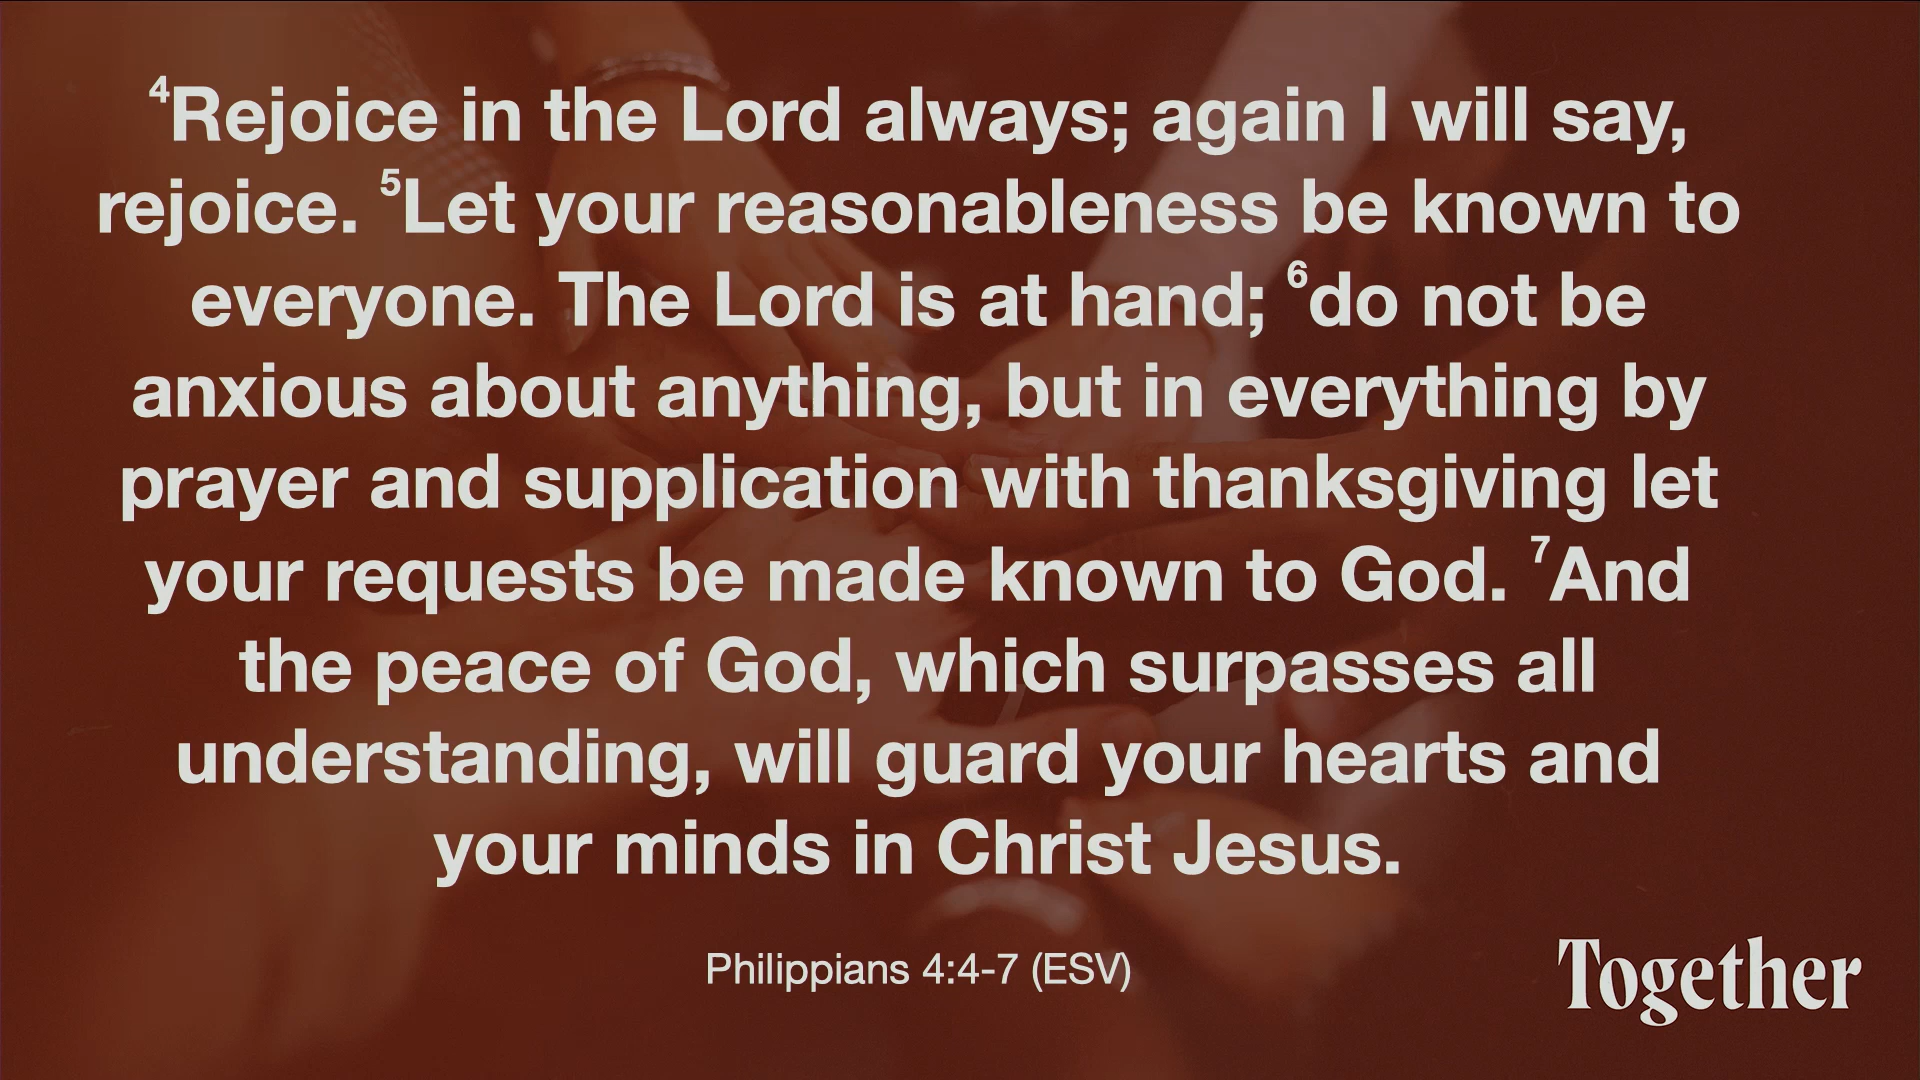 ⁴Rejoice in the Lord always; again I will say,
rejoice. ⁵Let your reasonableness be known to
everyone. The Lord is at hand; ⁶do not be
anxious about anything, but in everything by
prayer and supplication with thanksgiving let
your requests be made known to God. ⁷And
the peace of God, which surpasses all
understanding, will guard your hearts and
your minds in Christ Jesus.
Philippians 4:4-7 (ESV)
Together